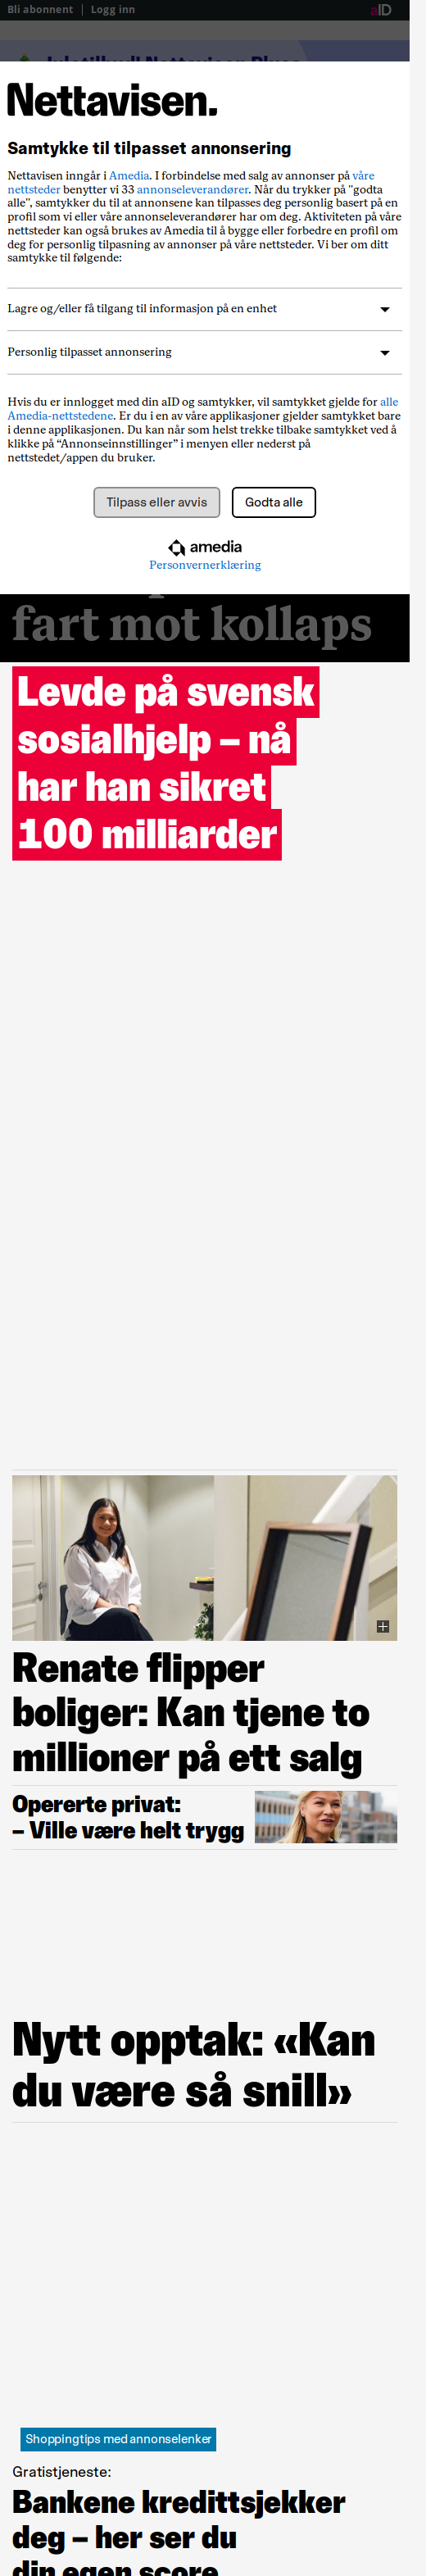 Bli abonnent | Logg inn
aID
Nettavisen.
Samtykke til tilpasset annonsering
Nettavisen inngår i Amedia. I forbindelse med salg av annonser på våre
nettsteder benytter vi 33 annonseleverandører. Når du trykker på "godta
alle", samtykker du til at annonsene kan tilpasses deg personlig basert på en
profil som vi eller våre annonseleverandører har om deg. Aktiviteten på våre
nettsteder kan også brukes av Amedia til å bygge eller forbedre en profil om
deg for personlig tilpasning av annonser på våre nettsteder. Vi ber om ditt
samtykke til følgende:
Lagre og/eller få tilgang til informasjon på en enhet
Personlig tilpasset annonsering
Hvis du er innlogget med din aID og samtykker, vil samtykket gjelde for alle
Amedia-nettstedene. Er du i en av våre applikasjoner gjelder samtykket bare
i denne applikasjonen. Du kan når som helst trekke tilbake samtykket ved å
klikke på “Annonseinnstillinger” i menyen eller nederst på
nettstedet/appen du bruker.
Tilpass eller avvis
Godta alle
amedia
Personvernerklæring
fart mot kollaps
Levde på svensk
sosialhjelp – nå
har han sikret
100 milliarder
Renate flipper
boliger: Kan tjene to
millioner på ett salg
Opererte privat:
– Ville være helt trygg
Nytt opptak: «Kan
du være så snill»
Shoppingtips med annonselenker
Gratistjeneste:
Bankene kredittsjekker
deg – her ser du
din egen score